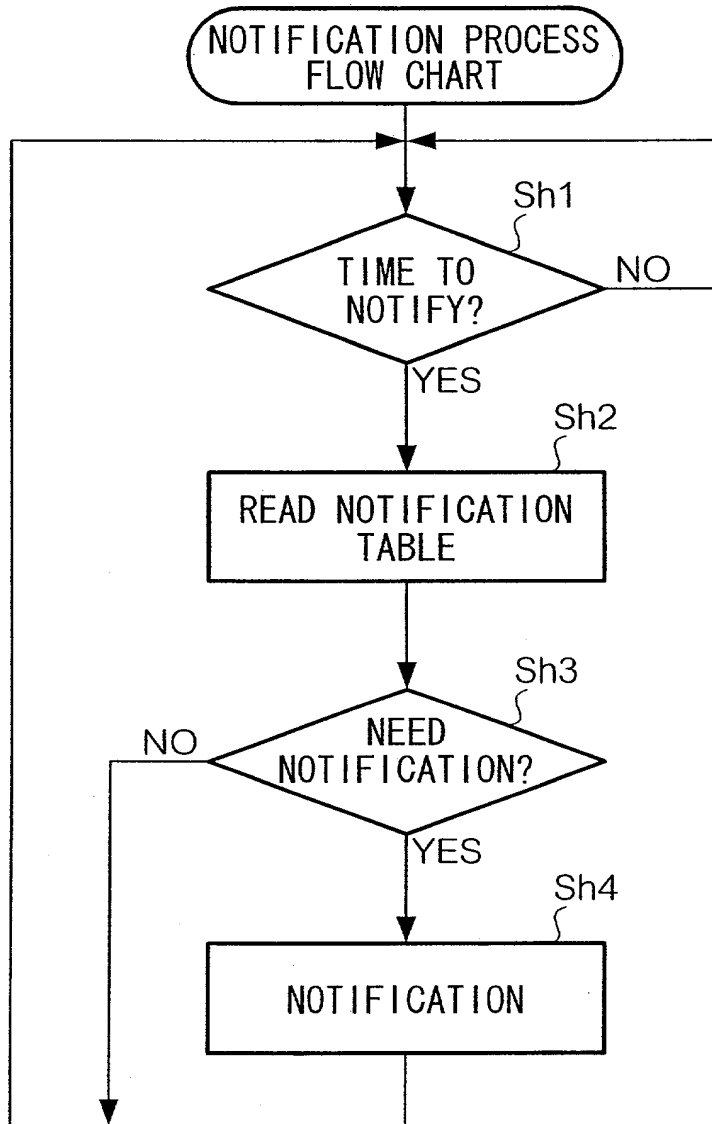 NOTIFICATION PROCESS
FLOW CHART
Sh1
TIME TO
NOTIFY?
NO
YES
Sh2
READ NOTIFICATION
TABLE
Sh3
NO
NEED
NOTIFICATION?
YES
Sh4
NOTIFICATION